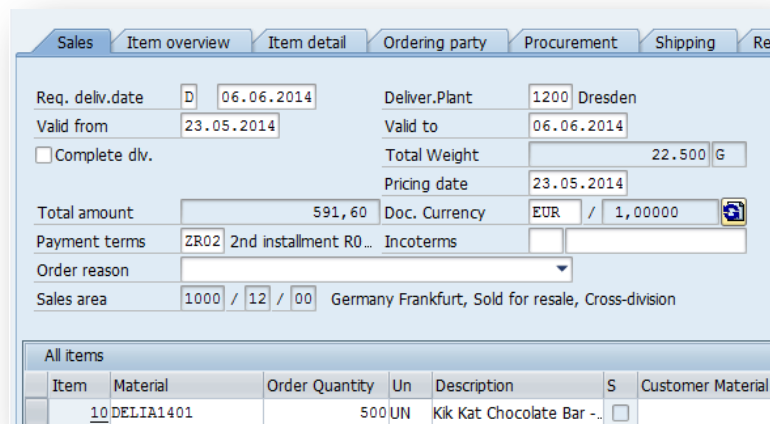 Sales Item overview Item detail Ordering party Procurement Shipping Re
Req. deliv.date D 06.06.2014 Deliver.Plant 1200 Dresden
Valid from 23.05.2014 Valid to 06.06.2014
Complete dlv. Total Weight 22.500 G
Pricing date 23.05.2014
Total amount 591,60 Doc. Currency EUR / 1,00000
Payment terms ZR02 2nd installment R0... Incoterms
Order reason
Sales area 1000 / 12 / 00 Germany Frankfurt, Sold for resale, Cross-division
All items
Item Material Order Quantity Un Description S Customer Material
10 DELIA1401 500 UN Kik Kat Chocolate Bar -..